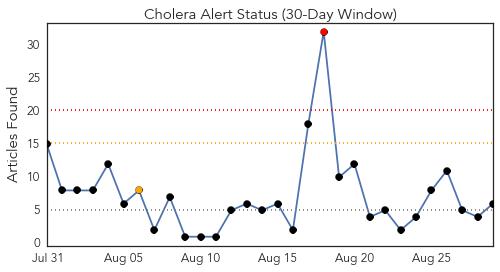 Cholera Alert Status (30-Day Window)
Articles Found
30
25
20
15
10
5
0
Jul 31 Aug 05 Aug 10 Aug 15 Aug 20 Aug 25